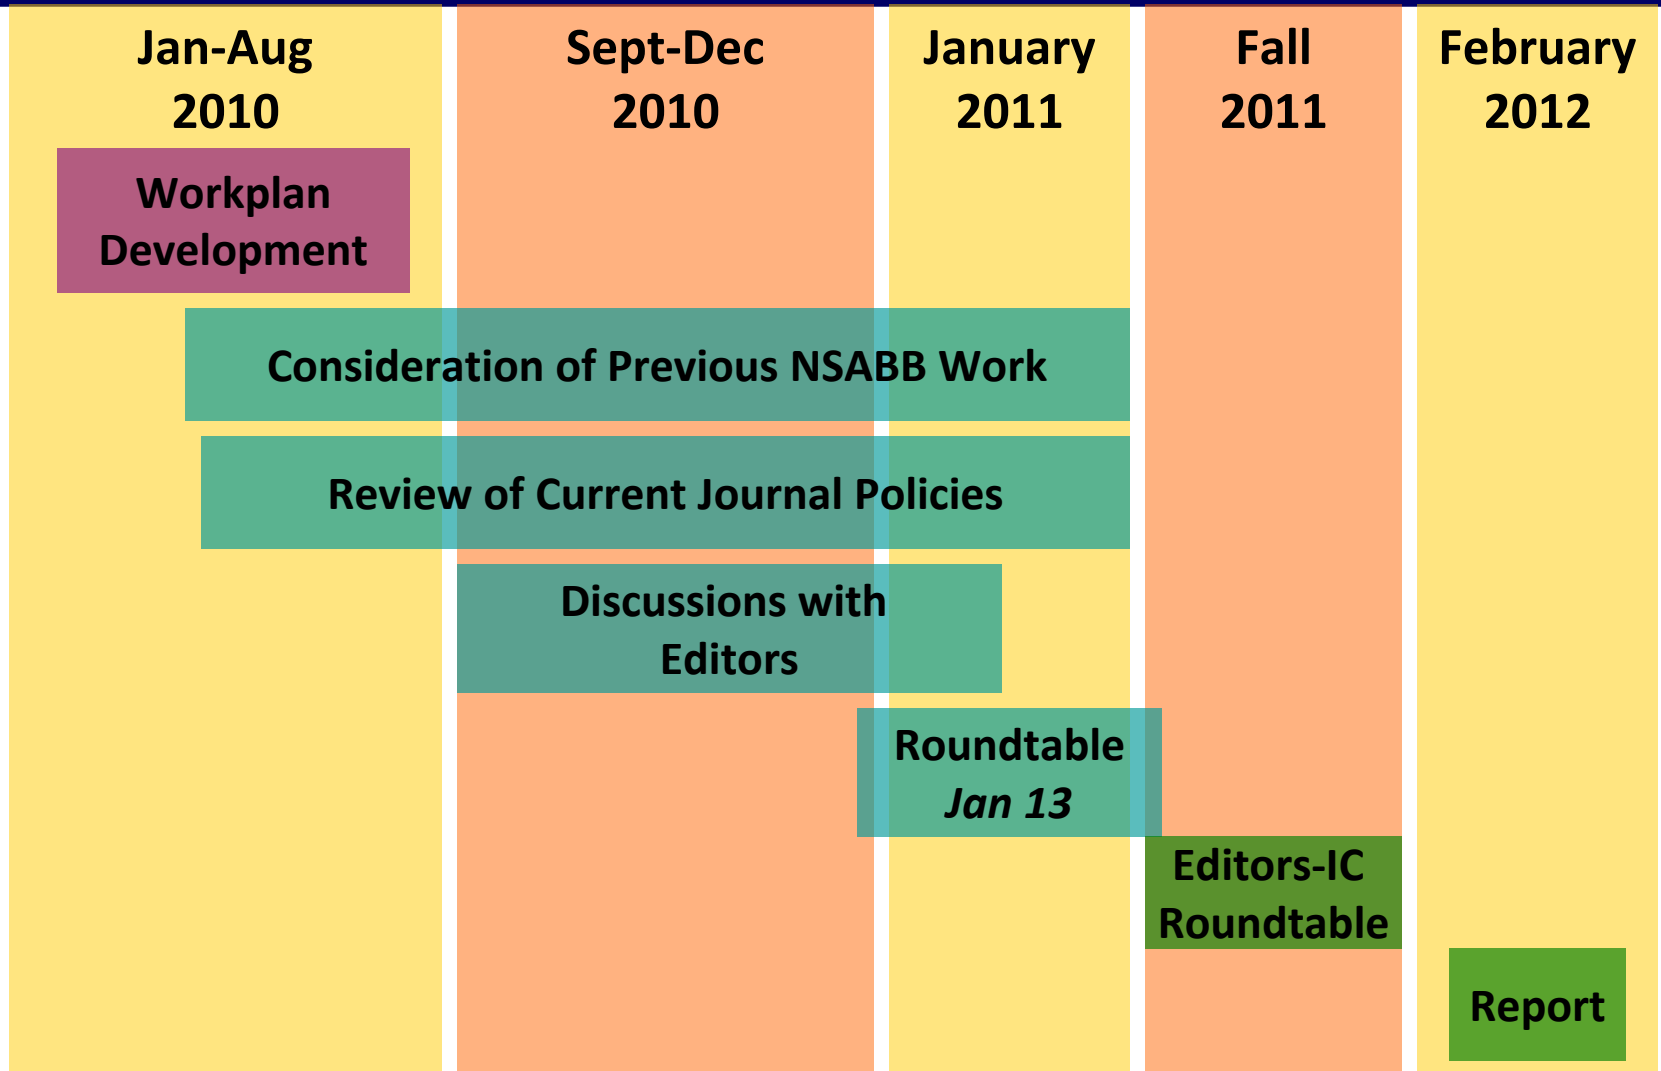 Jan-Aug
2010
Sept-Dec
2010
January
2011
Fall
2011
February
2012
Workplan
Development
Consideration of Previous NSABB Work
Review of Current Journal Policies
Discussions with
Editors
Roundtable
Jan 13
Editors-IC
Roundtable
Report